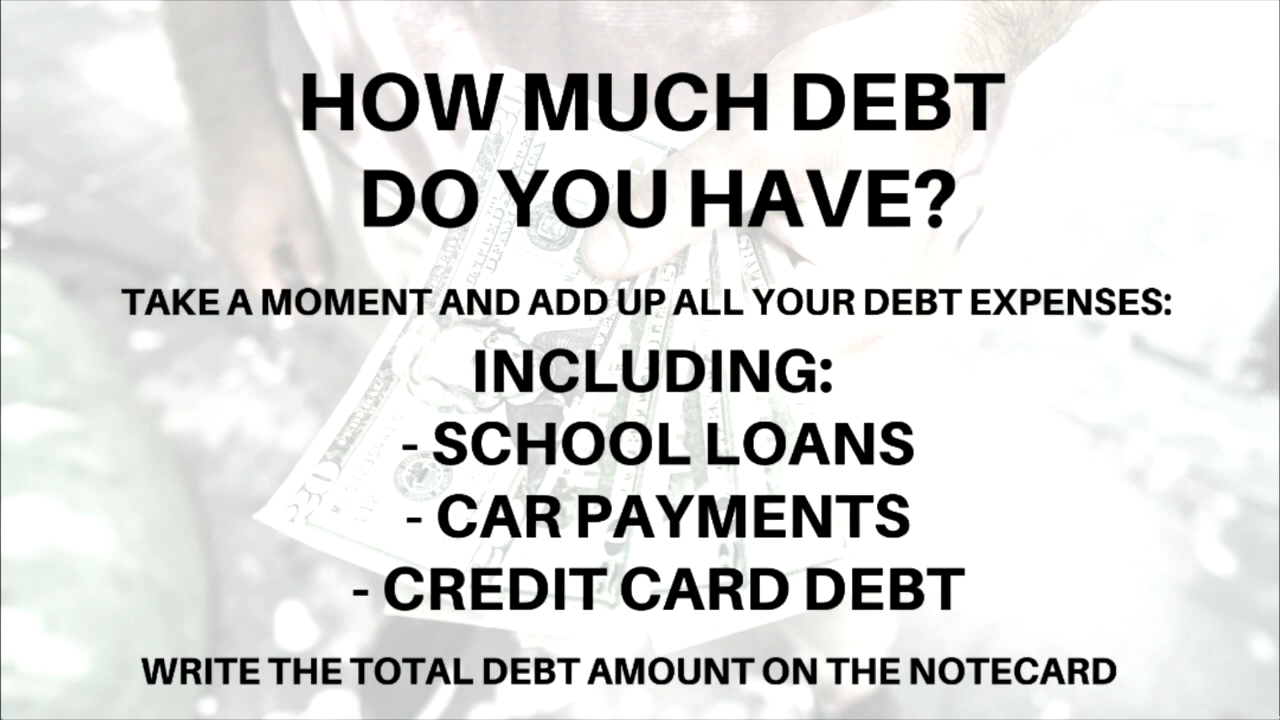 HOW MUCH DEBT
DO YOU HAVE?
TAKE A MOMENT AND ADD UP ALL YOUR DEBT EXPENSES:
INCLUDING:
- SCHOOL LOANS
- CAR PAYMENTS
- CREDIT CARD DEBT
WRITE THE TOTAL DEBT AMOUNT ON THE NOTECARD